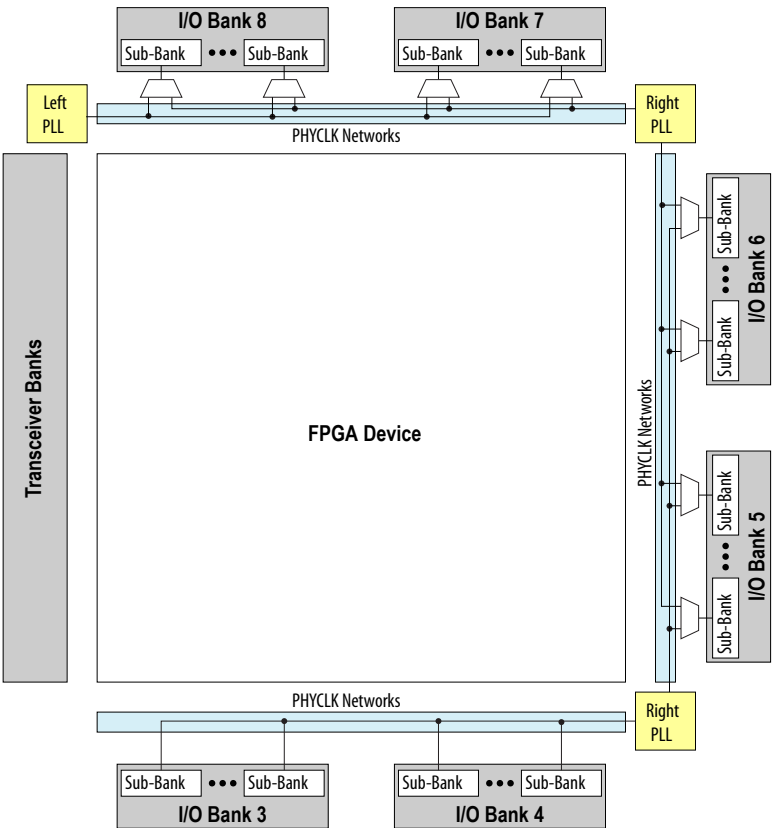 I/O Bank 8
I/O Bank 7
Sub-Bank ••• Sub-Bank
Sub-Bank ••• Sub-Bank
Left
PLL
Right
PLL
PHYCLK Networks
Transceiver Banks
FPGA Device
PHYCLK Networks
Sub-Bank ••• Sub-Bank
I/O Bank 6
Sub-Bank ••• Sub-Bank
I/O Bank 5
PHYCLK Networks
Right
PLL
Sub-Bank ••• Sub-Bank
Sub-Bank ••• Sub-Bank
I/O Bank 3
I/O Bank 4